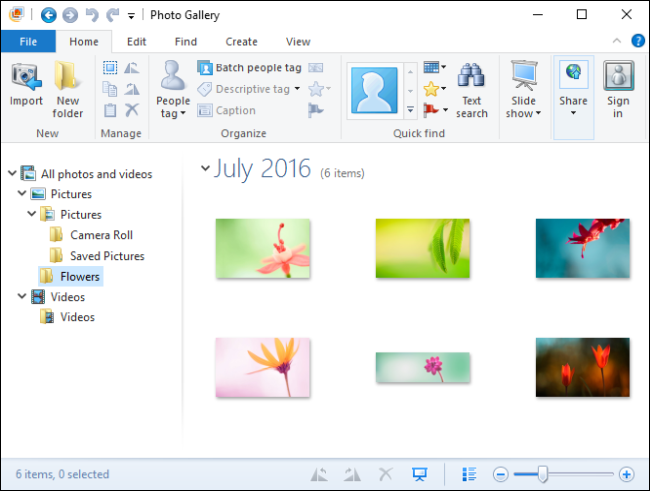 Photo Gallery
File Home Edit Find Create View
Import
New folder
New
Manage
People tag
Batch people tag
Descriptive tag
Caption
Organize
Text search
Quick find
Slide show
Share
Sign in
All photos and videos
Pictures
Pictures
Camera Roll
Saved Pictures
Flowers
Videos
Videos
July 2016 (6 items)
6 items, 0 selected